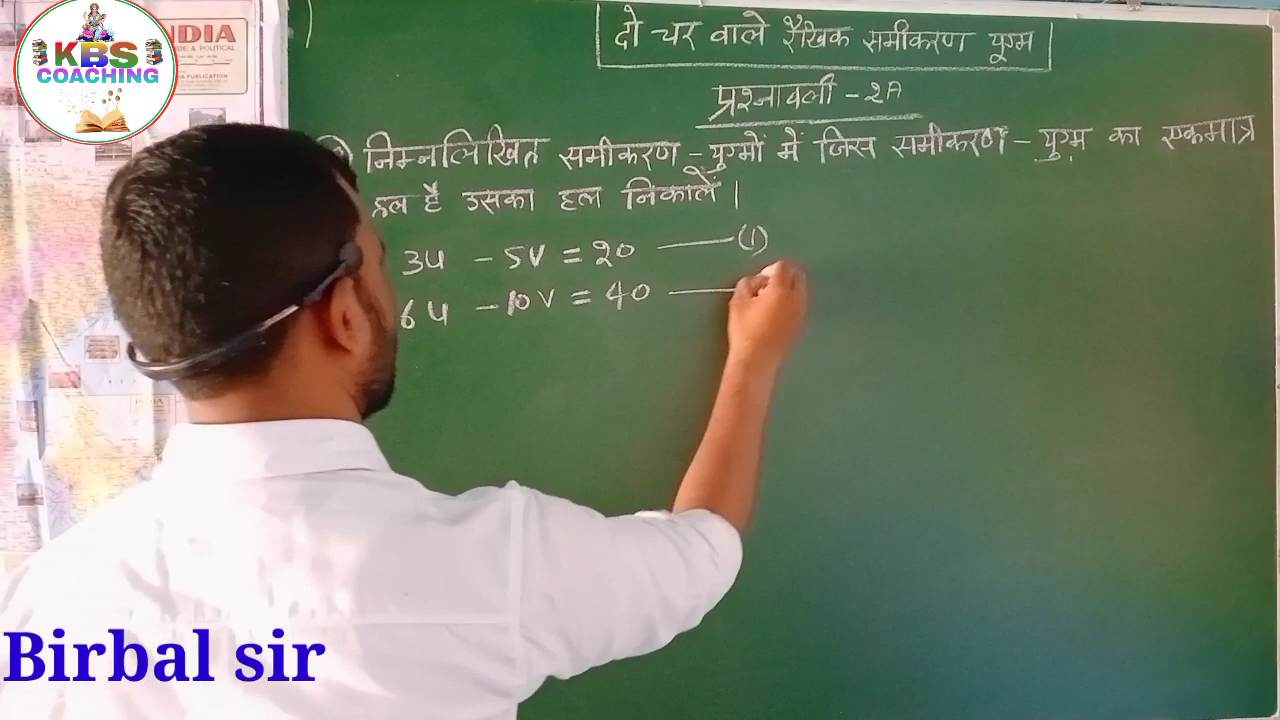 KBS
COACHING
INDIA
दो चर वाले रैखिक समीकरण युग्म
प्रश्नावली - 2A
निम्नलिखित समीकरण - युग्मों में जिस समीकरण - युग्म का एकमात्र
हल है उसका हल निकालें।
3u - 5v = 20 —— (1)
6u - 10v = 40 ——
Birbal sir